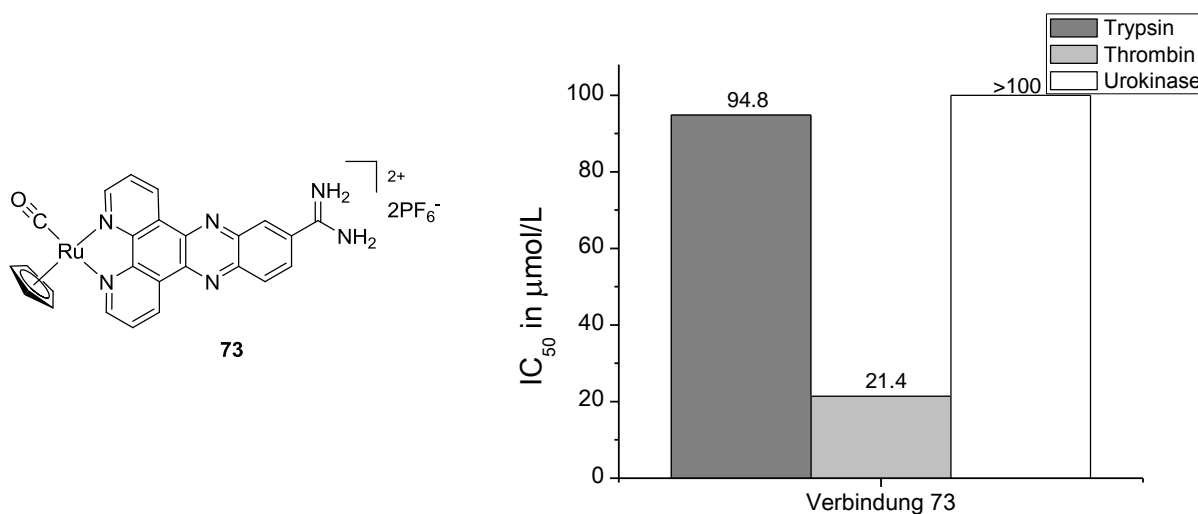 O
C
Ru
N
N
N
N
NH2
NH2
2+
2PF6-
73
Trypsin
Thrombin
Urokinase
IC50 in µmol/L
100
80
60
40
20
0
94.8
21.4
>100
Verbindung 73